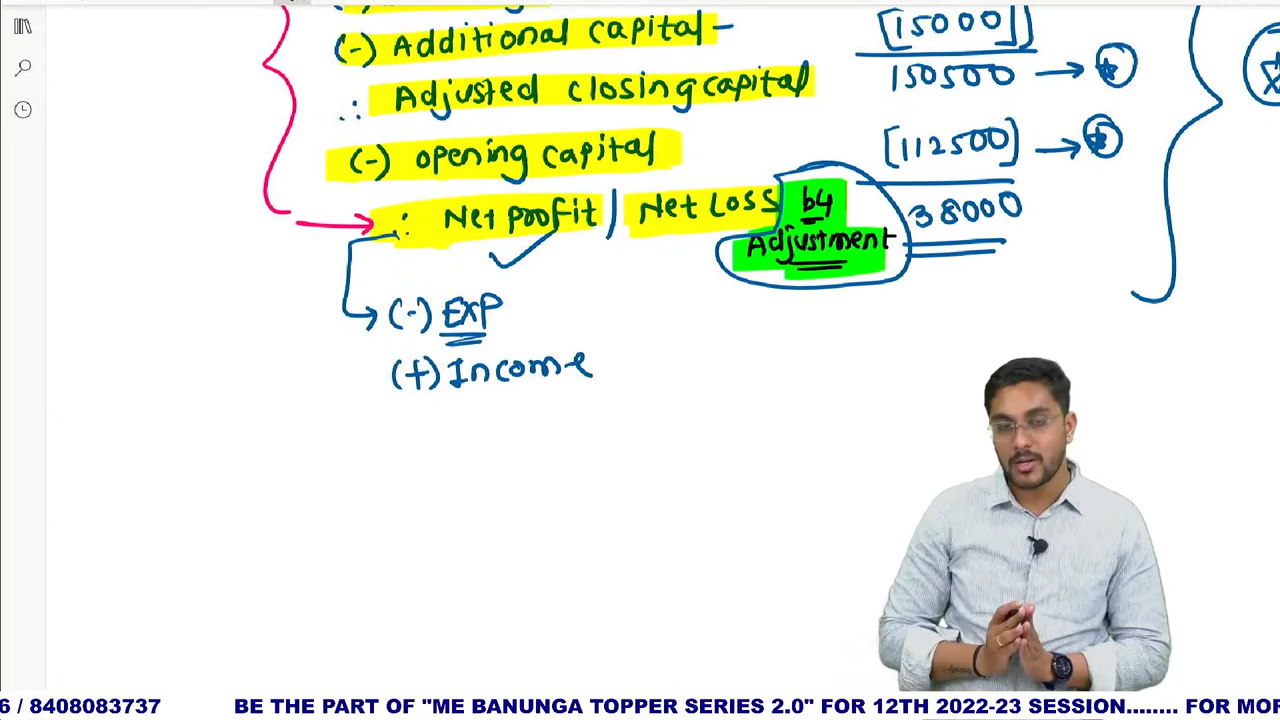 (-) Additional capital - [15000]
∴ Adjusted closing capital 150500 →
(-) opening capital [112500] →
∴ Net profit / Net Loss by Adjustment 38000
→ (-) EXP
(+) Income
6 / 8408083737 BE THE PART OF "ME BANUNGA TOPPER SERIES 2.0" FOR 12TH 2022-23 SESSION........ FOR MOR